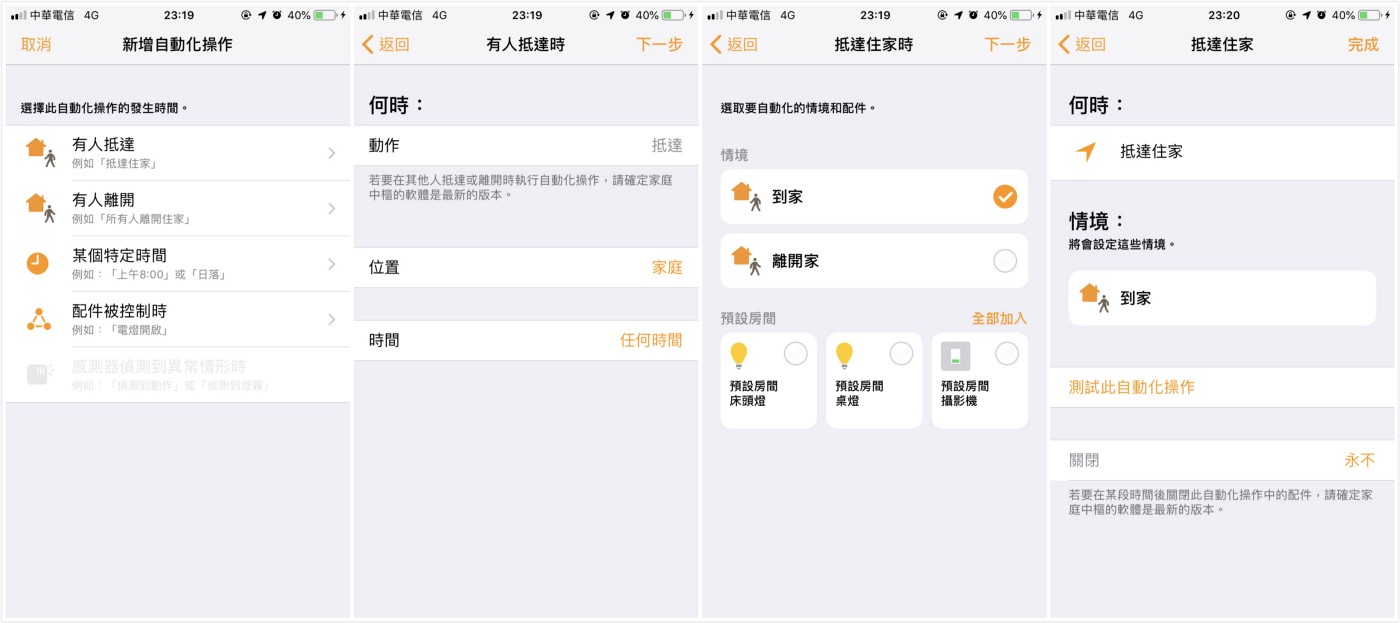 中華電信 4G 23:19 40%
取消 新增自動化操作
選擇此自動化操作的發生時間。
有人抵達
例如「抵達住家」
有人離開
例如「所有人離開住家」
某個特定時間
例如：「上午8:00」或「日落」
配件被控制時
例如：「電燈開啟」
感測器偵測到異常情形時
例如：「偵測到動作」或「偵測到煙霧」
中華電信 4G 23:19 40%
返回 有人抵達時 下一步
何時：
動作 抵達
若要在其他人抵達或離開時執行自動化操作，請確定家庭
中樞的軟體是最新的版本。
位置 家庭
時間 任何時間
中華電信 4G 23:19 40%
返回 抵達住家時 下一步
選取要自動化的情境和配件。
情境
到家
離開家
預設房間 全部加入
預設房間
床頭燈
預設房間
桌燈
預設房間
攝影機
中華電信 4G 23:20 40%
返回 抵達住家 完成
何時：
抵達住家
情境：
將會設定這些情境。
到家
測試此自動化操作
關閉 永不
若要在某段時間後關閉此自動化操作中的配件，請確定家
庭中樞的軟體是最新的版本。